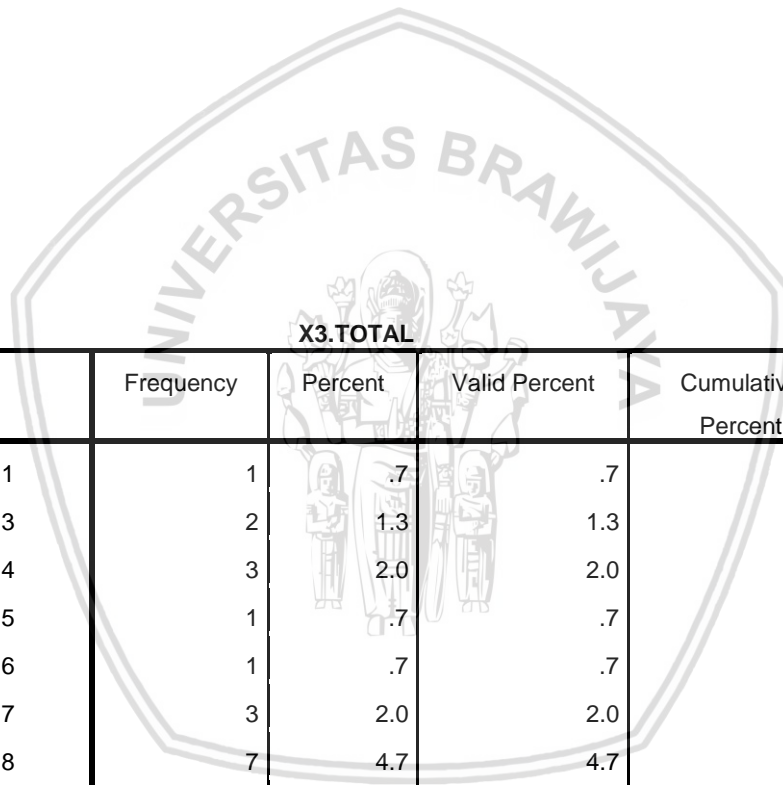 UNIVERSITAS BRAWIJAYA
X3.TOTAL
Frequency Percent Valid Percent Cumulativ
Percent
1 1 .7 .7
3 2 1.3 1.3
4 3 2.0 2.0
5 1 .7 .7
6 1 .7 .7
7 3 2.0 2.0
8 7 4.7 4.7